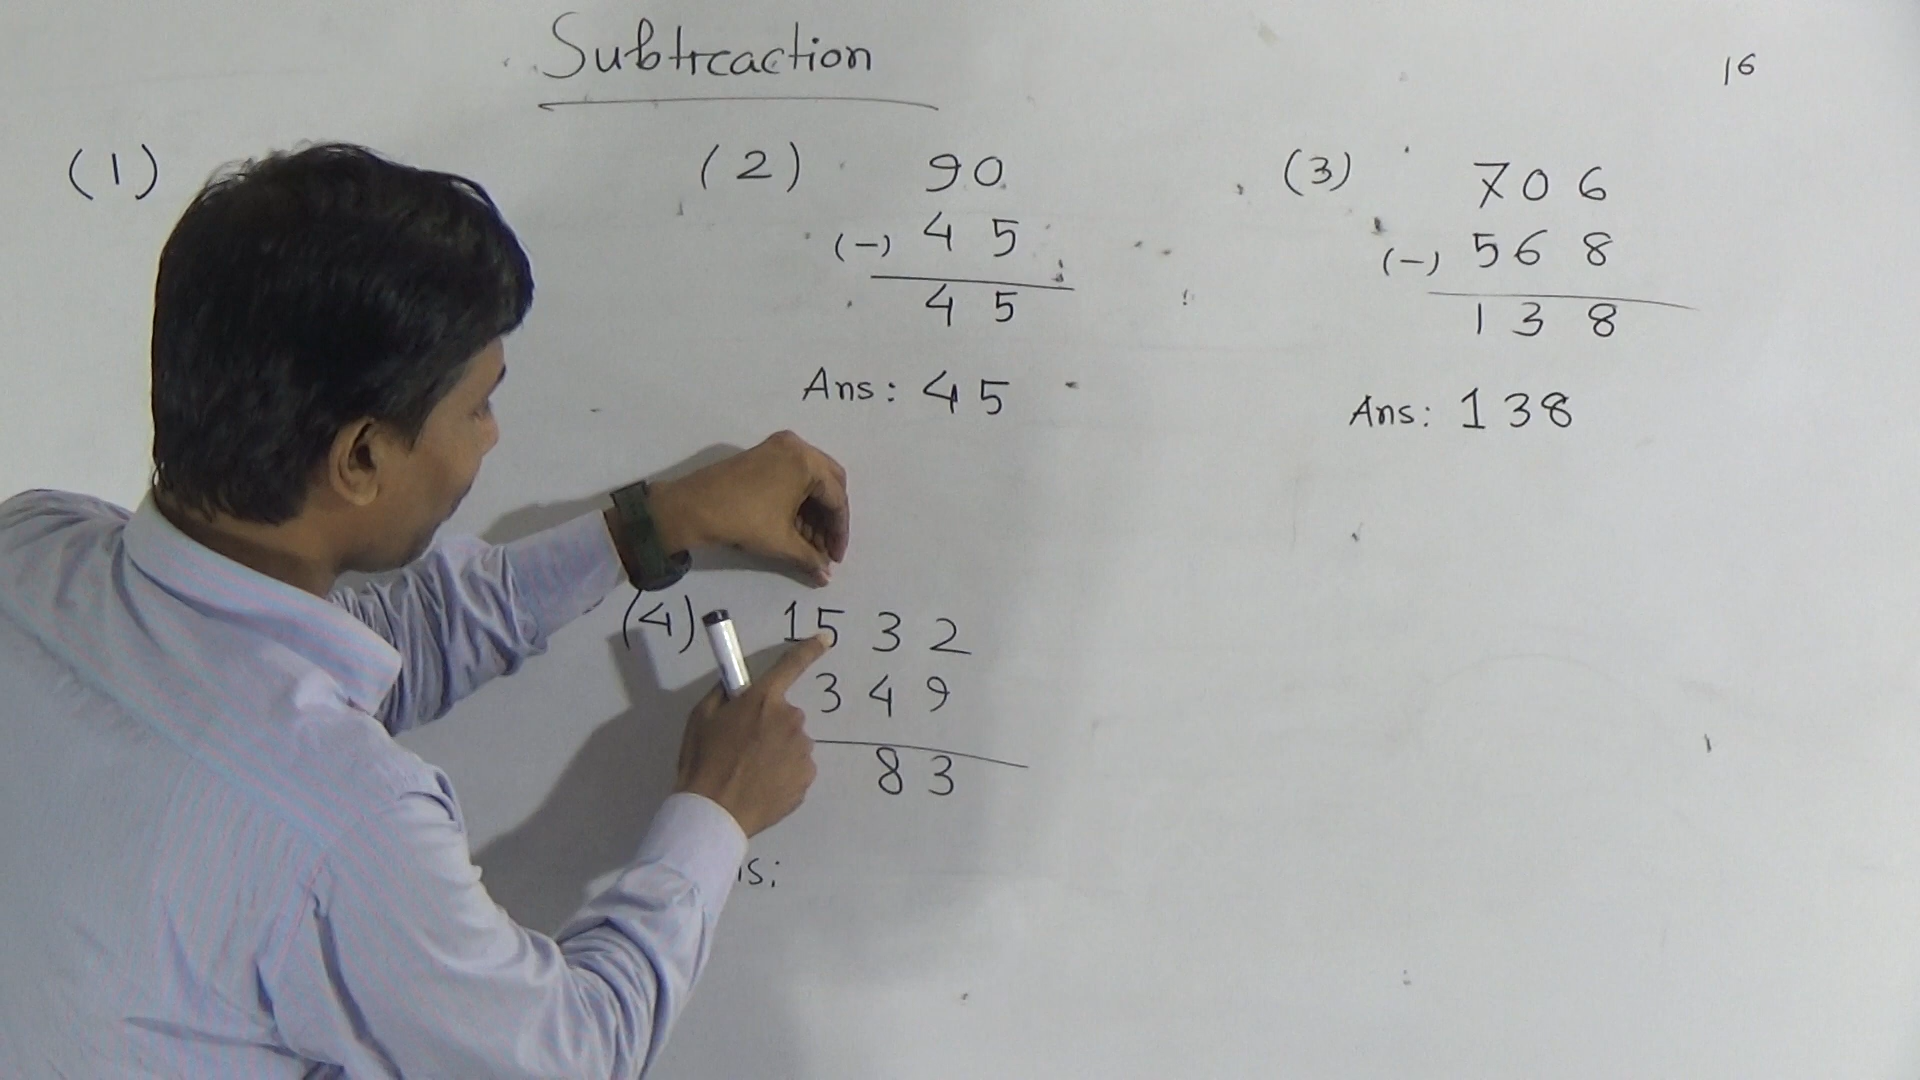 Subtraction
16
(1)
(2) 90
(-) 45
45
Ans: 45
(3) 706
(-) 568
138
Ans: 138
(4) 1532
349
83
s: